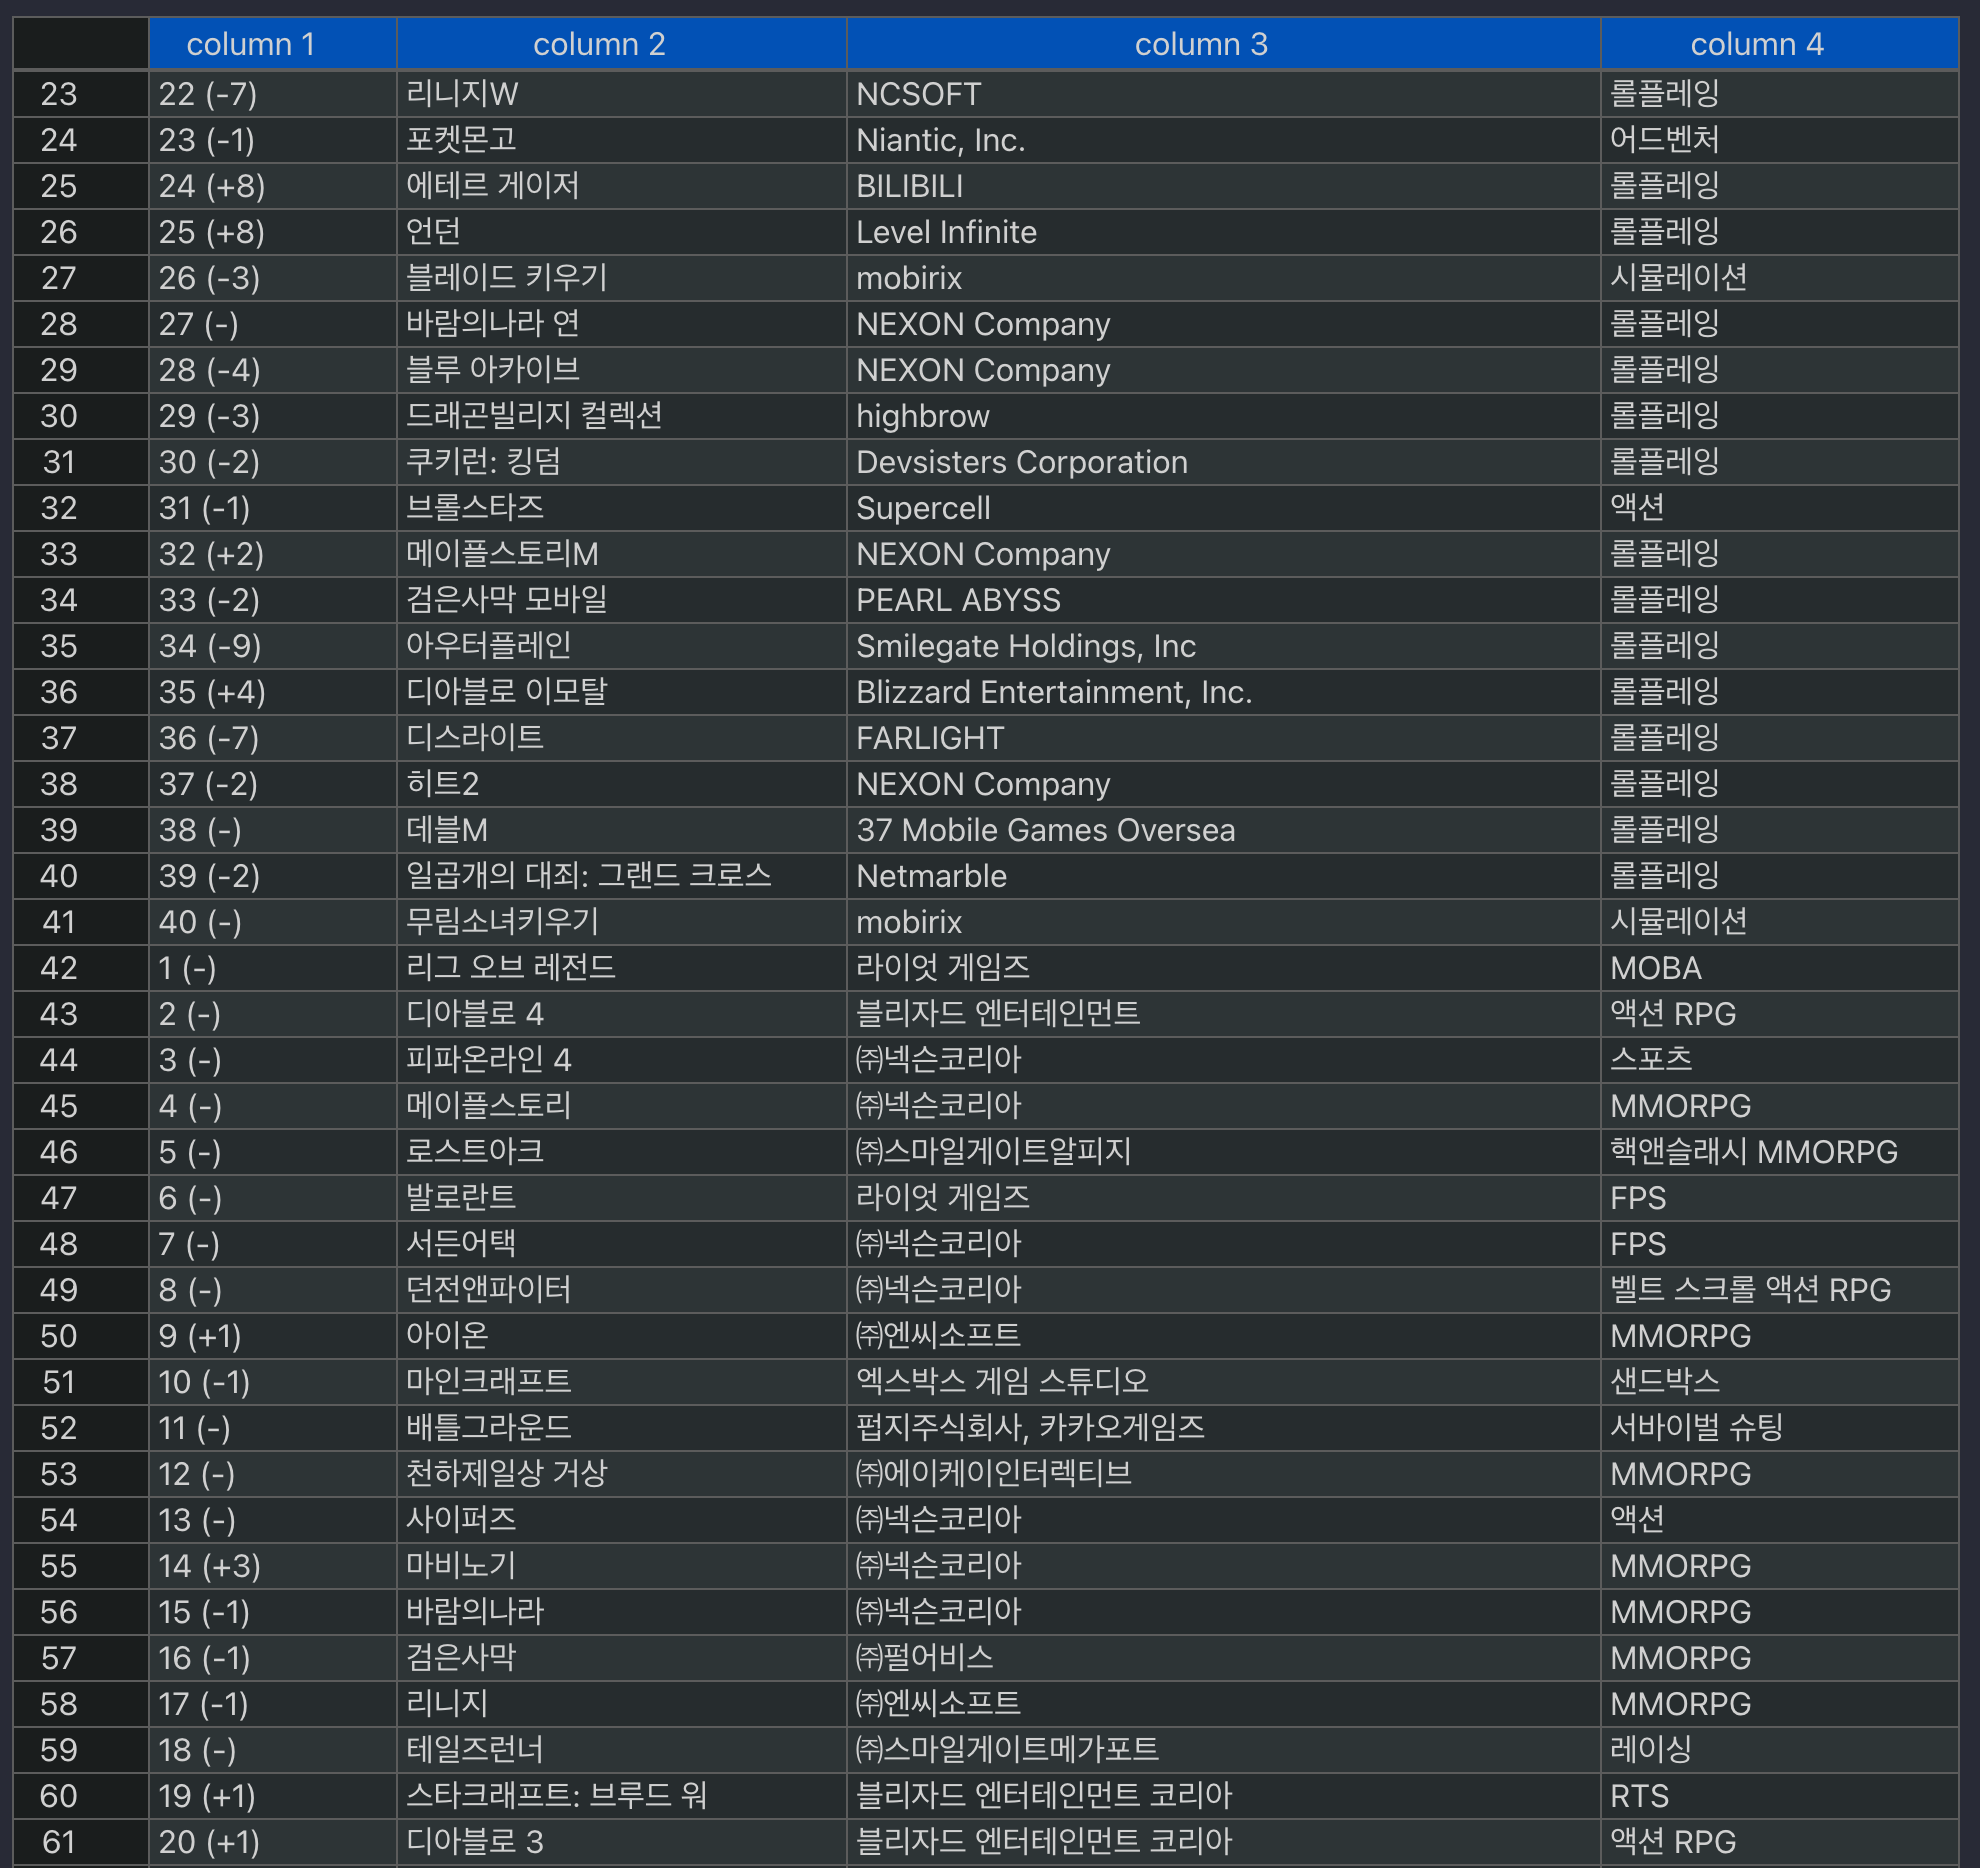 column 1 column 2 column 3 column 4
23 22 (-7) 리니지W NCSOFT 롤플레잉
24 23 (-1) 포켓몬고 Niantic, Inc. 어드벤처
25 24 (+8) 에테르 게이저 BILIBILI 롤플레잉
26 25 (+8) 언던 Level Infinite 롤플레잉
27 26 (-3) 블레이드 키우기 mobirix 시뮬레이션
28 27 (-) 바람의나라 연 NEXON Company 롤플레잉
29 28 (-4) 블루 아카이브 NEXON Company 롤플레잉
30 29 (-3) 드래곤빌리지 컬렉션 highbrow 롤플레잉
31 30 (-2) 쿠키런: 킹덤 Devsisters Corporation 롤플레잉
32 31 (-1) 브롤스타즈 Supercell 액션
33 32 (+2) 메이플스토리M NEXON Company 롤플레잉
34 33 (-2) 검은사막 모바일 PEARL ABYSS 롤플레잉
35 34 (-9) 아우터플레인 Smilegate Holdings, Inc 롤플레잉
36 35 (+4) 디아블로 이모탈 Blizzard Entertainment, Inc. 롤플레잉
37 36 (-7) 디스라이트 FARLIGHT 롤플레잉
38 37 (-2) 히트2 NEXON Company 롤플레잉
39 38 (-) 데블M 37 Mobile Games Oversea 롤플레잉
40 39 (-2) 일곱개의 대죄: 그랜드 크로스 Netmarble 롤플레잉
41 40 (-) 무림소녀키우기 mobirix 시뮬레이션
42 1 (-) 리그 오브 레전드 라이엇 게임즈 MOBA
43 2 (-) 디아블로 4 블리자드 엔터테인먼트 액션 RPG
44 3 (-) 피파온라인 4 ㈜넥슨코리아 스포츠
45 4 (-) 메이플스토리 ㈜넥슨코리아 MMORPG
46 5 (-) 로스트아크 ㈜스마일게이트알피지 핵앤슬래시 MMORPG
47 6 (-) 발로란트 라이엇 게임즈 FPS
48 7 (-) 서든어택 ㈜넥슨코리아 FPS
49 8 (-) 던전앤파이터 ㈜넥슨코리아 벨트 스크롤 액션 RPG
50 9 (+1) 아이온 ㈜엔씨소프트 MMORPG
51 10 (-1) 마인크래프트 엑스박스 게임 스튜디오 샌드박스
52 11 (-) 배틀그라운드 펍지주식회사, 카카오게임즈 서바이벌 슈팅
53 12 (-) 천하제일상 거상 ㈜에이케이인터렉티브 MMORPG
54 13 (-) 사이퍼즈 ㈜넥슨코리아 액션
55 14 (+3) 마비노기 ㈜넥슨코리아 MMORPG
56 15 (-1) 바람의나라 ㈜넥슨코리아 MMORPG
57 16 (-1) 검은사막 ㈜펄어비스 MMORPG
58 17 (-1) 리니지 ㈜엔씨소프트 MMORPG
59 18 (-) 테일즈런너 ㈜스마일게이트메가포트 레이싱
60 19 (+1) 스타크래프트: 브루드 워 블리자드 엔터테인먼트 코리아 RTS
61 20 (+1) 디아블로 3 블리자드 엔터테인먼트 코리아 액션 RPG